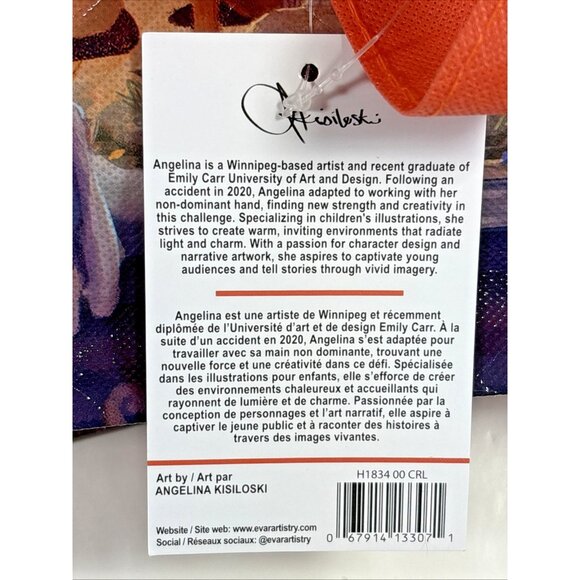 AKisiloski
Angelina is a Winnipeg-based artist and recent graduate of
Emily Carr University of Art and Design. Following an
accident in 2020, Angelina adapted to working with her
non-dominant hand, finding new strength and creativity in
this challenge. Specializing in children's illustrations, she
strives to create warm, inviting environments that radiate
light and charm. With a passion for character design and
narrative artwork, she aspires to captivate young
audiences and tell stories through vivid imagery.
Angelina est une artiste de Winnipeg et récemment
diplômée de l'Université d'art et de design Emily Carr. À la
suite d'un accident en 2020, Angelina s'est adaptée pour
travailler avec sa main non dominante, trouvant une
nouvelle force et une créativité dans ce défi. Spécialisée
dans les illustrations pour enfants, elle s'efforce de créer
des environnements chaleureux et accueillants qui
rayonnent de lumière et de charme. Passionnée par la
conception de personnages et l'art narratif, elle aspire à
captiver le jeune public et à raconter des histoires à
travers des images vivantes.
Art by / Art par
ANGELINA KISILOSKI
H1834 00 CRL
Website / Site web: www.evarartistry.com
Social / Réseaux sociaux: @evarartistry
0 67914 13307 1